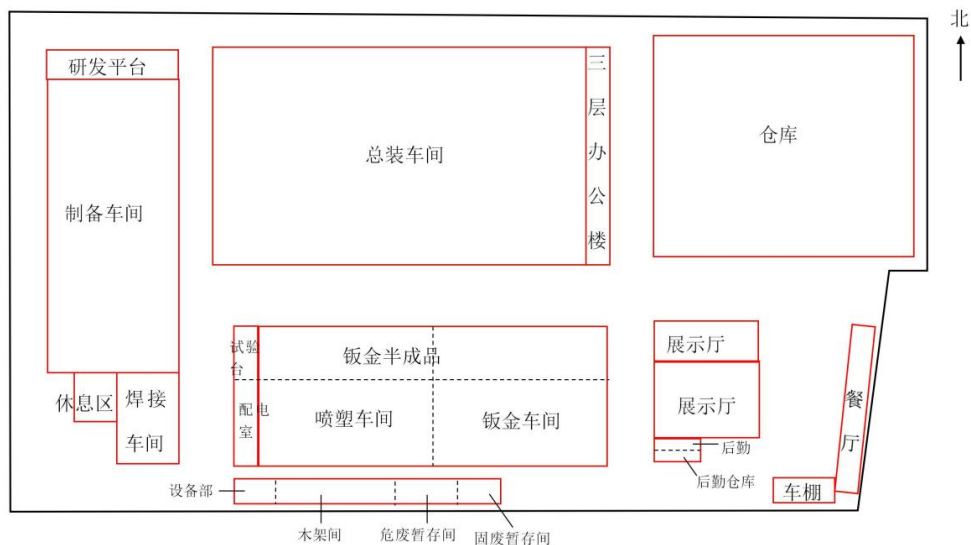 北
研发平台
制备车间
休息区
焊接
车间
总装车间
三
层
办
公
楼
仓库
试验
台
配电
室
钣金半成品
喷塑车间
钣金车间
展示厅
展示厅
后勤
后勤仓库
餐
厅
车棚
设备部
木架间
危废暂存间
固废暂存间